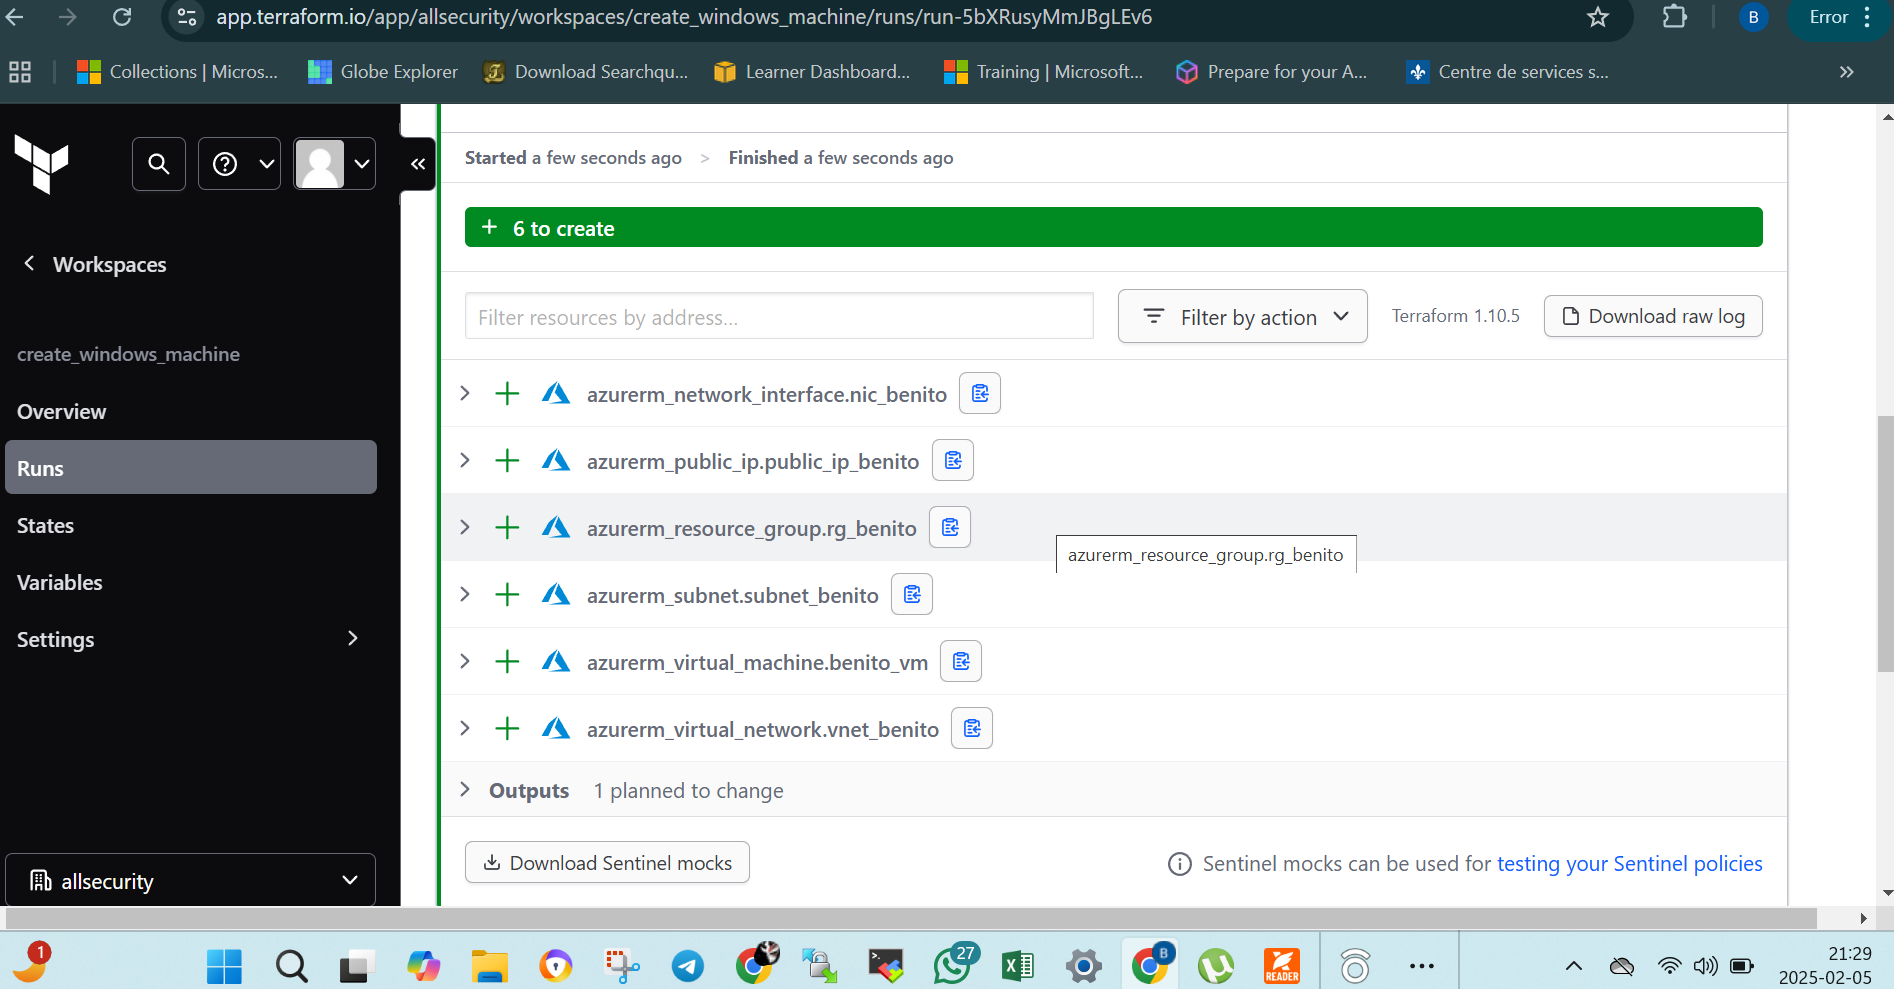 app.terraform.io/app/allsecurity/workspaces/create_windows_machine/runs/run-5bXRusyMmJBgLEv6
B
Error
Collections | Micros...
Globe Explorer
Download Searchqu...
Learner Dashboard...
Training | Microsoft...
Prepare for your A...
Centre de services s...
Started a few seconds ago > Finished a few seconds ago
+ 6 to create
Workspaces
Filter resources by address...
Filter by action
Terraform 1.10.5
Download raw log
create_windows_machine
Overview
Runs
States
Variables
Settings
azurerm_network_interface.nic_benito
azurerm_public_ip.public_ip_benito
azurerm_resource_group.rg_benito
azurerm_resource_group.rg_benito
azurerm_subnet.subnet_benito
azurerm_virtual_machine.benito_vm
azurerm_virtual_network.vnet_benito
Outputs 1 planned to change
Download Sentinel mocks
Sentinel mocks can be used for testing your Sentinel policies
allsecurity
1
27
B
READER
21:29
2025-02-05